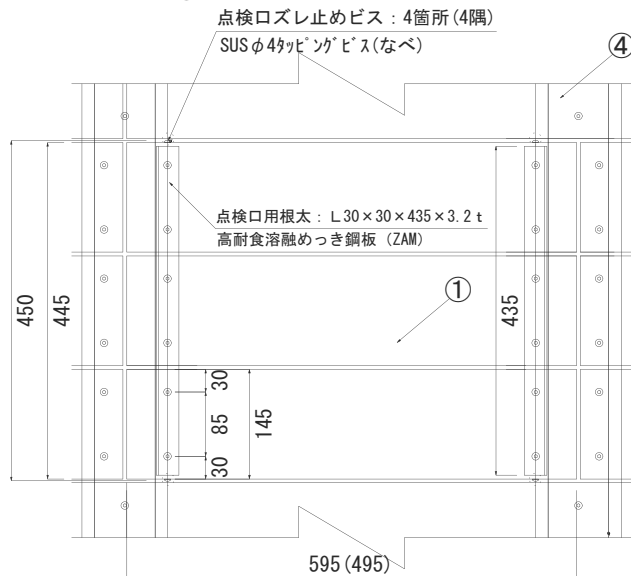 点検口ズレ止めビス：4箇所(4隅)
SUSφ4ﾀｯﾋﾟﾝｸﾞﾋﾞｽ(なべ)
④
点検口用根太：L30×30×435×3.2t
高耐食溶融めっき鋼板 (ZAM)
①
450
445
435
30
85
145
30
595(495)